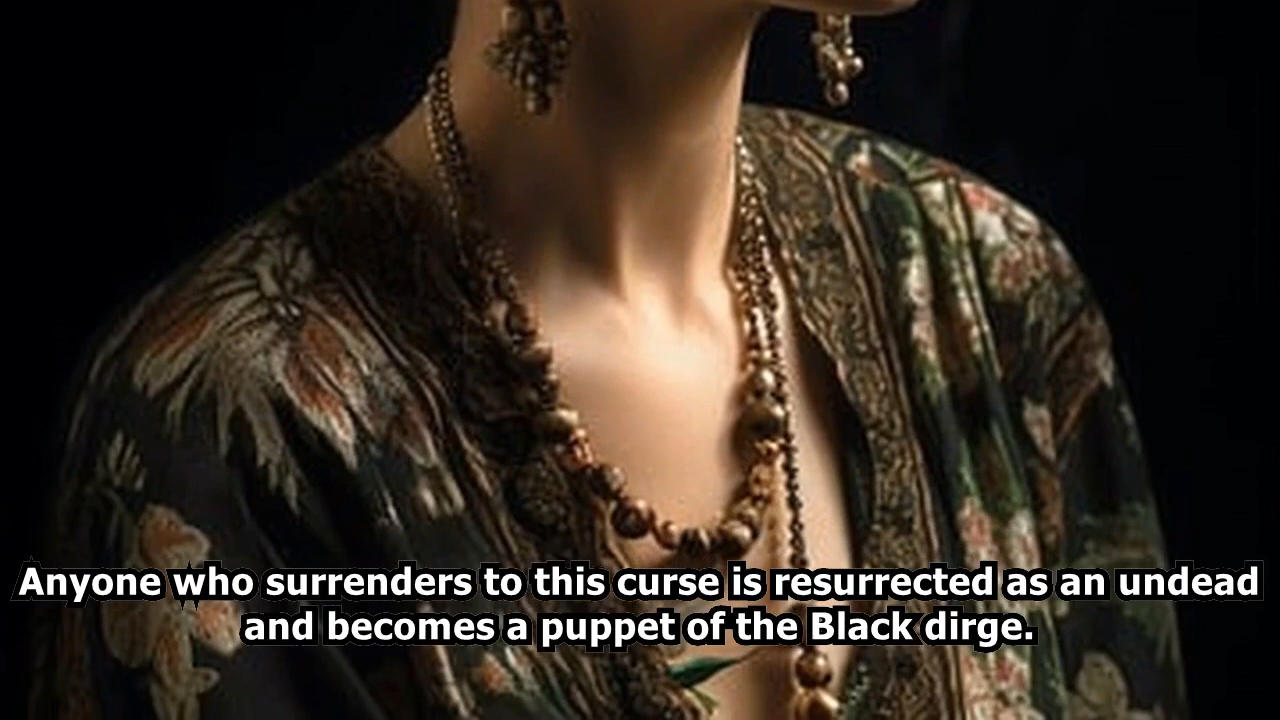 Anyone who surrenders to this curse is resurrected as an undead
and becomes a puppet of the Black dirge.